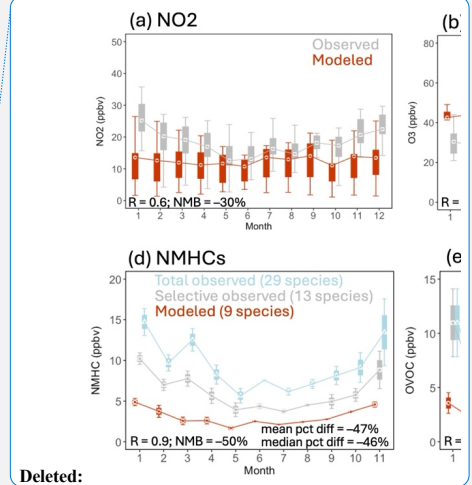 (a) NO2
(b)
50
40
30
20
10
0
NO2 (ppbv)
Observed
Modeled
R = 0.6; NMB = −30%
1 2 3 4 5 6 7 8 9 10 11 12
Month
80
60
40
20
0
O3 (ppbv)
R =
(d) NMHCs
(e
20
15
10
5
0
NMHC (ppbv)
Total observed (29 species)
Selective observed (13 species)
Modeled (9 species)
mean pct diff = −47%
R = 0.9, NMB = −50%
median pct diff = −46%
1 2 3 4 5 6 7 8 9 10 11
Month
15
10
5
0
OVOC (ppbv)
R =
Deleted: